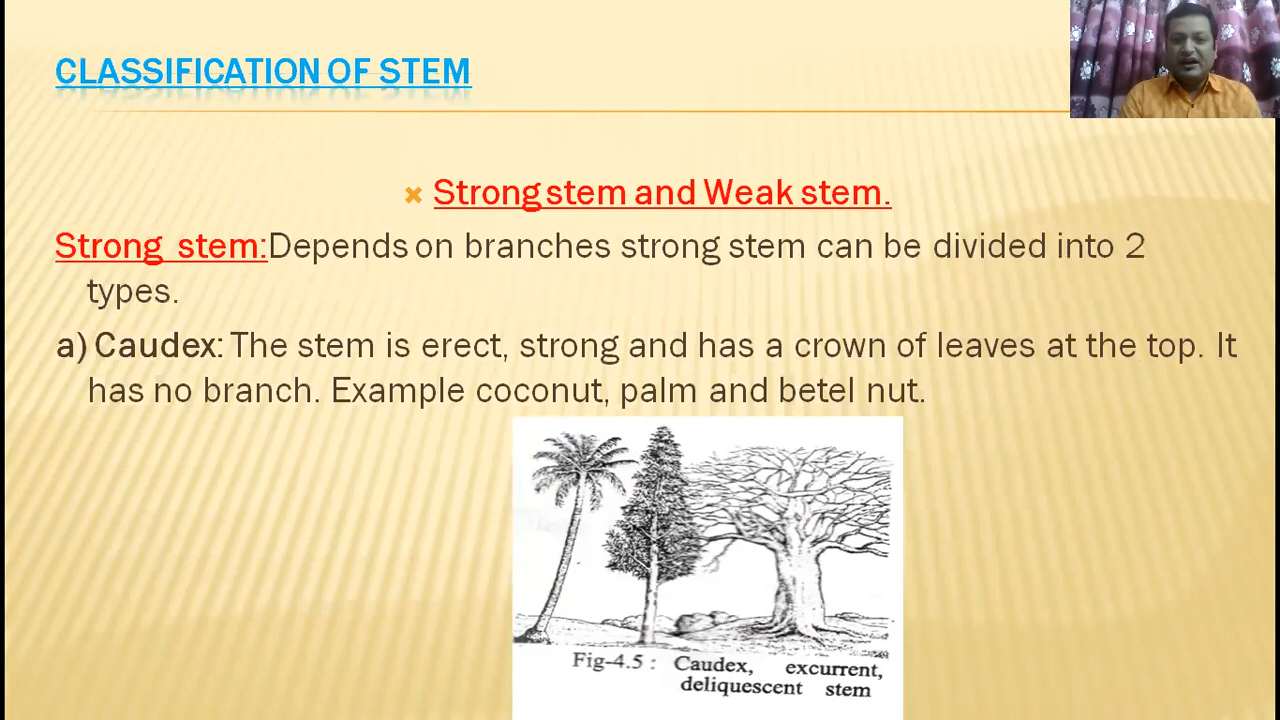 CLASSIFICATION OF STEM
Strong stem and Weak stem.
Strong stem:Depends on branches strong stem can be divided into 2
types.
a) Caudex: The stem is erect, strong and has a crown of leaves at the top. It
has no branch. Example coconut, palm and betel nut.
Fig-4.5 : Caudex, excurrent,
deliquescent stem